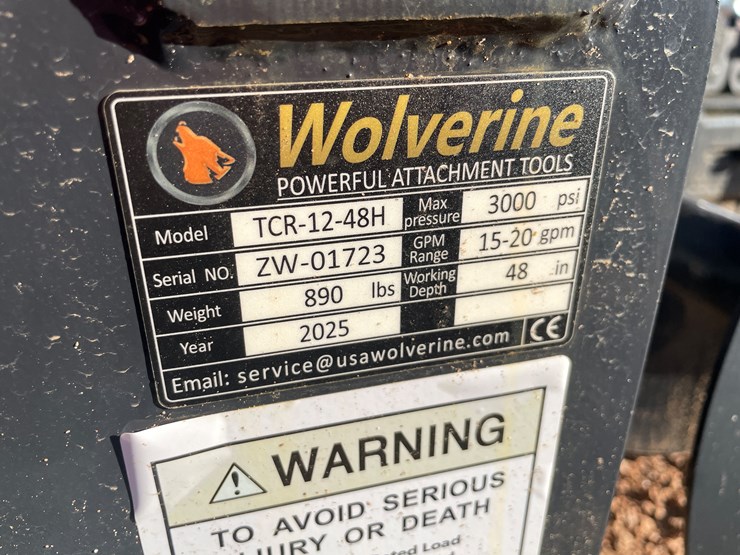 Wolverine
POWERFUL ATTACHMENT TOOLS
Model TCR-12-48H Max pressure 3000 psi
Serial NO. ZW-01723 GPM Range 15-20 gpm
Weight 890 lbs Working Depth 48 in
Year 2025
Email: service@usawolverine.com CE
WARNING
TO AVOID SERIOUS
OR DEATH
Load